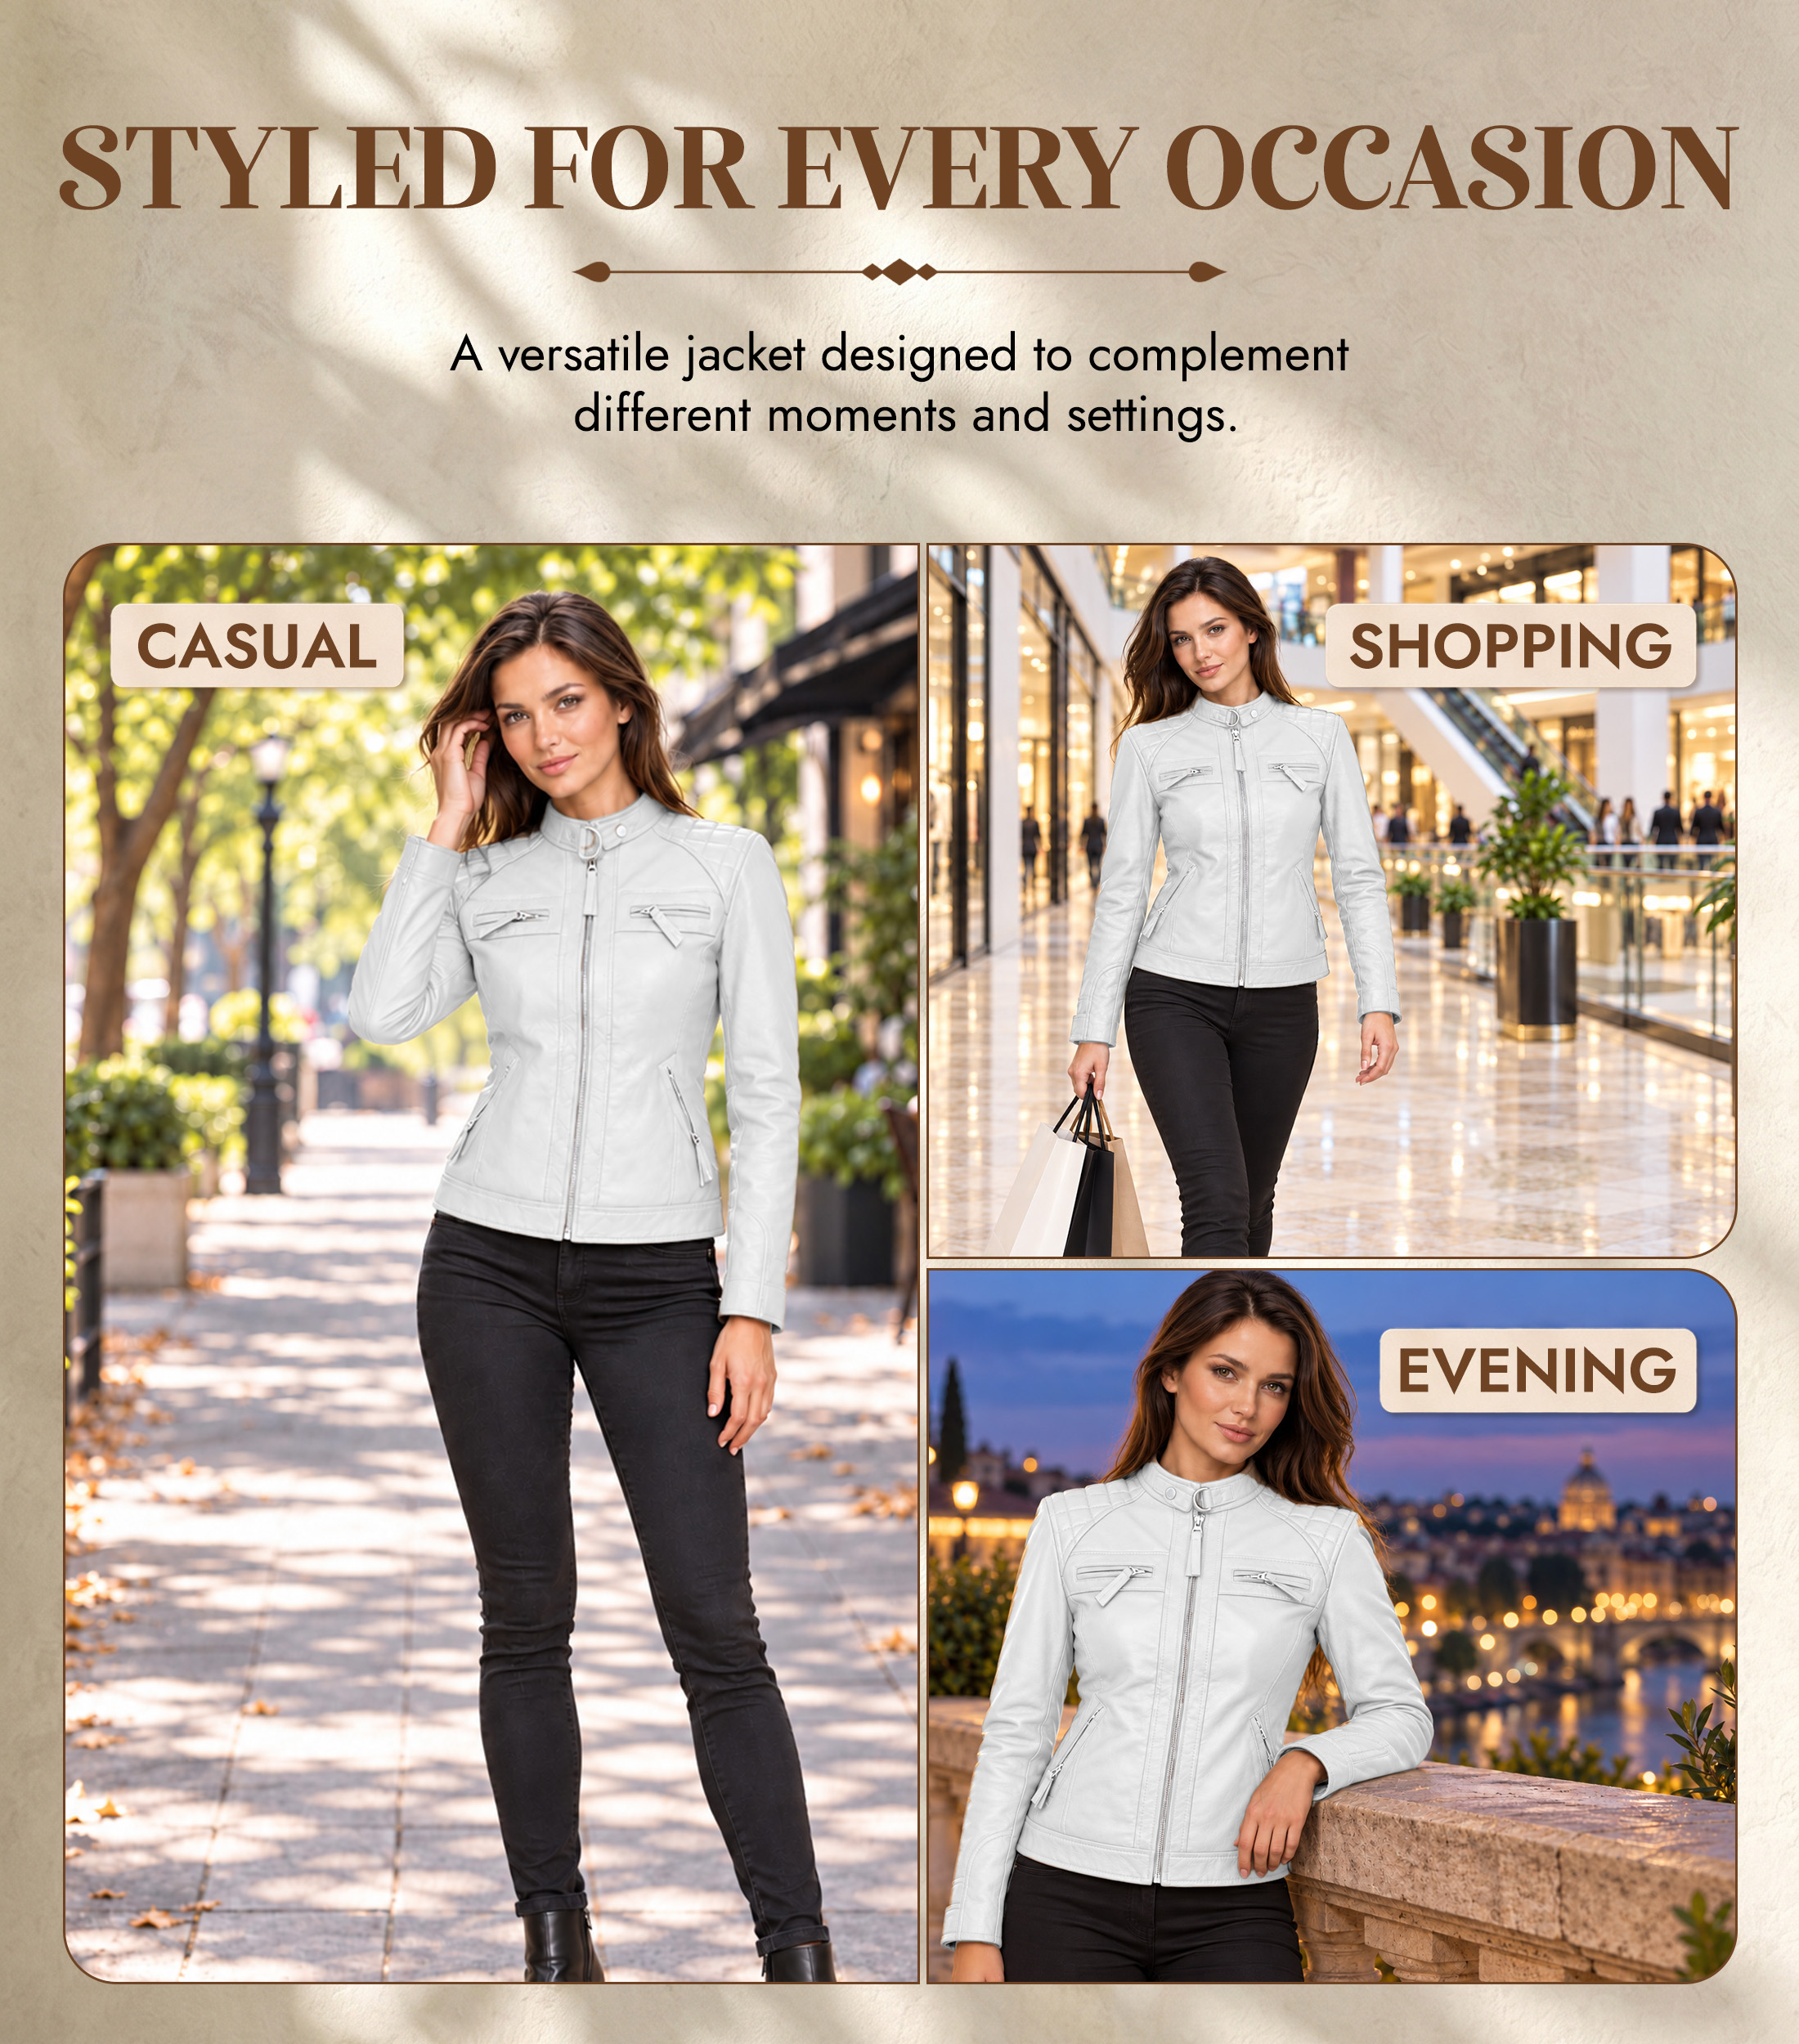 STYLED FOR EVERY OCCASION
A versatile jacket designed to complement
different moments and settings.
CASUAL
SHOPPING
EVENING